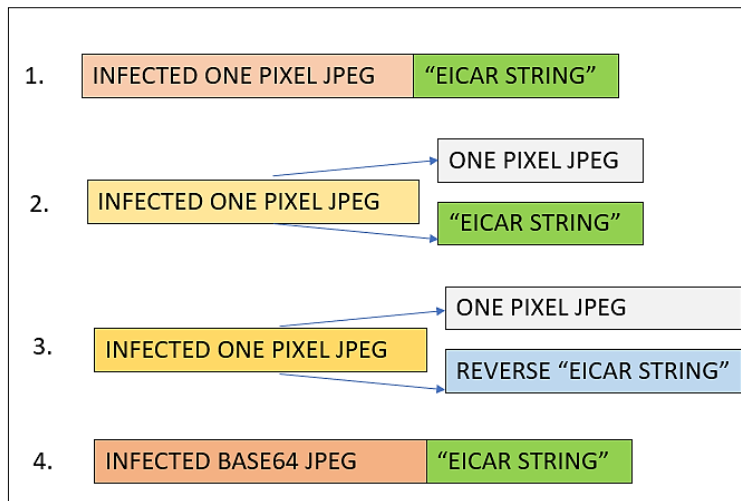 1. INFECTED ONE PIXEL JPEG “EICAR STRING”
ONE PIXEL JPEG
2. INFECTED ONE PIXEL JPEG
“EICAR STRING”
ONE PIXEL JPEG
3. INFECTED ONE PIXEL JPEG
REVERSE “EICAR STRING”
4. INFECTED BASE64 JPEG “EICAR STRING”